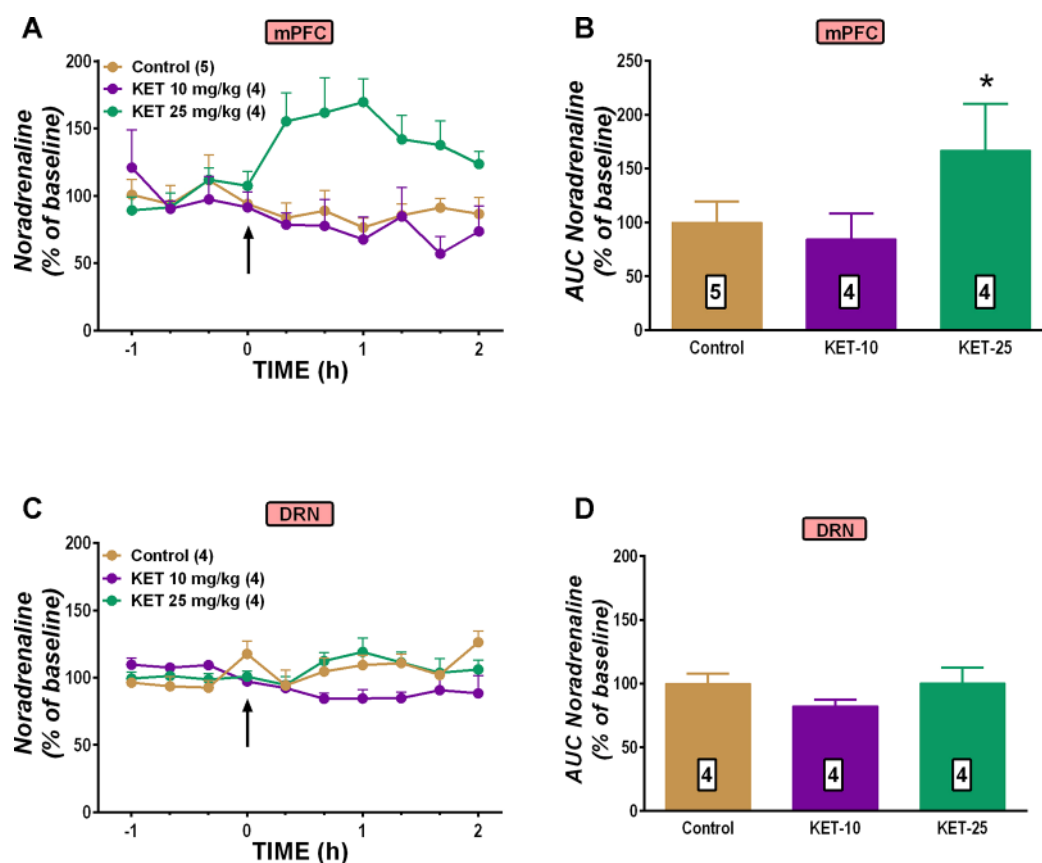 A
mPFC
Noradrenaline
(% of baseline)
200
150
100
50
0
Control (5)
KET 10 mg/kg (4)
KET 25 mg/kg (4)
-1
0
1
2
TIME (h)
B
mPFC
AUC Noradrenaline
(% of baseline)
250
200
150
100
50
0
*
5
4
4
Control
KET-10
KET-25
C
DRN
Noradrenaline
(% of baseline)
200
150
100
50
0
Control (4)
KET 10 mg/kg (4)
KET 25 mg/kg (4)
-1
0
1
2
TIME (h)
D
DRN
AUC Noradrenaline
(% of baseline)
200
150
100
50
0
4
4
4
Control
KET-10
KET-25